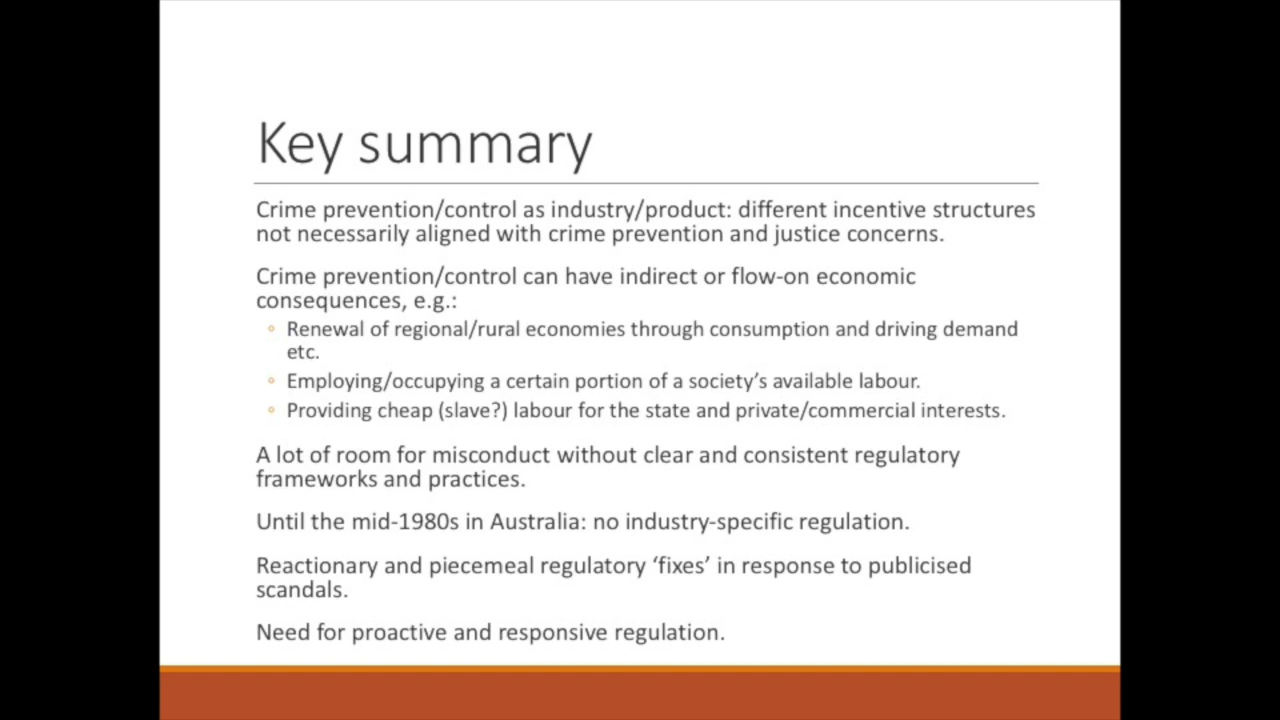 Key summary
Crime prevention/control as industry/product: different incentive structures
not necessarily aligned with crime prevention and justice concerns.
Crime prevention/control can have indirect or flow-on economic
consequences, e.g.:
◦ Renewal of regional/rural economies through consumption and driving demand
etc.
◦ Employing/occupying a certain portion of a society’s available labour.
◦ Providing cheap (slave?) labour for the state and private/commercial interests.
A lot of room for misconduct without clear and consistent regulatory
frameworks and practices.
Until the mid-1980s in Australia: no industry-specific regulation.
Reactionary and piecemeal regulatory ‘fixes’ in response to publicised
scandals.
Need for proactive and responsive regulation.